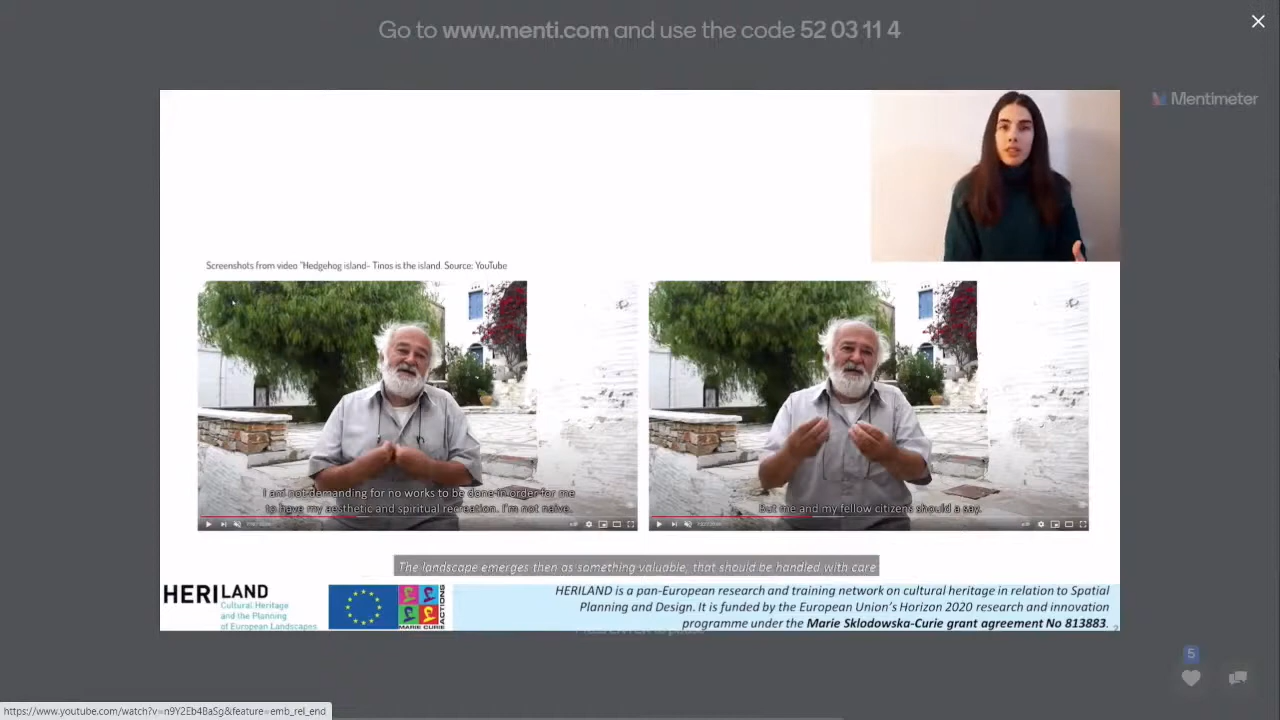 Go to www.menti.com and use the code 52 03 11 4
Mentimeter
Screenshots from video "Hedgehog island- Tinos is the island. Source: YouTube
I am not demanding for no works to be done in order for me
to have my aesthetic and spiritual recreation. I'm not naive.
But me and my fellow citizens should a say.
The landscape emerges then as something valuable, that should be handled with care
HERILAND
Cultural Heritage
and the Planning
of European Landscapes
MARIE CURIE
ACTIONS
HERILAND is a pan-European research and training network on cultural heritage in relation to Spatial
Planning and Design. It is funded by the European Union's Horizon 2020 research and innovation
programme under the Marie Sklodowska-Curie grant agreement No 813883.
5
https://www.youtube.com/watch?v=n9Y2Eb4BaSg&feature=emb_rel_end